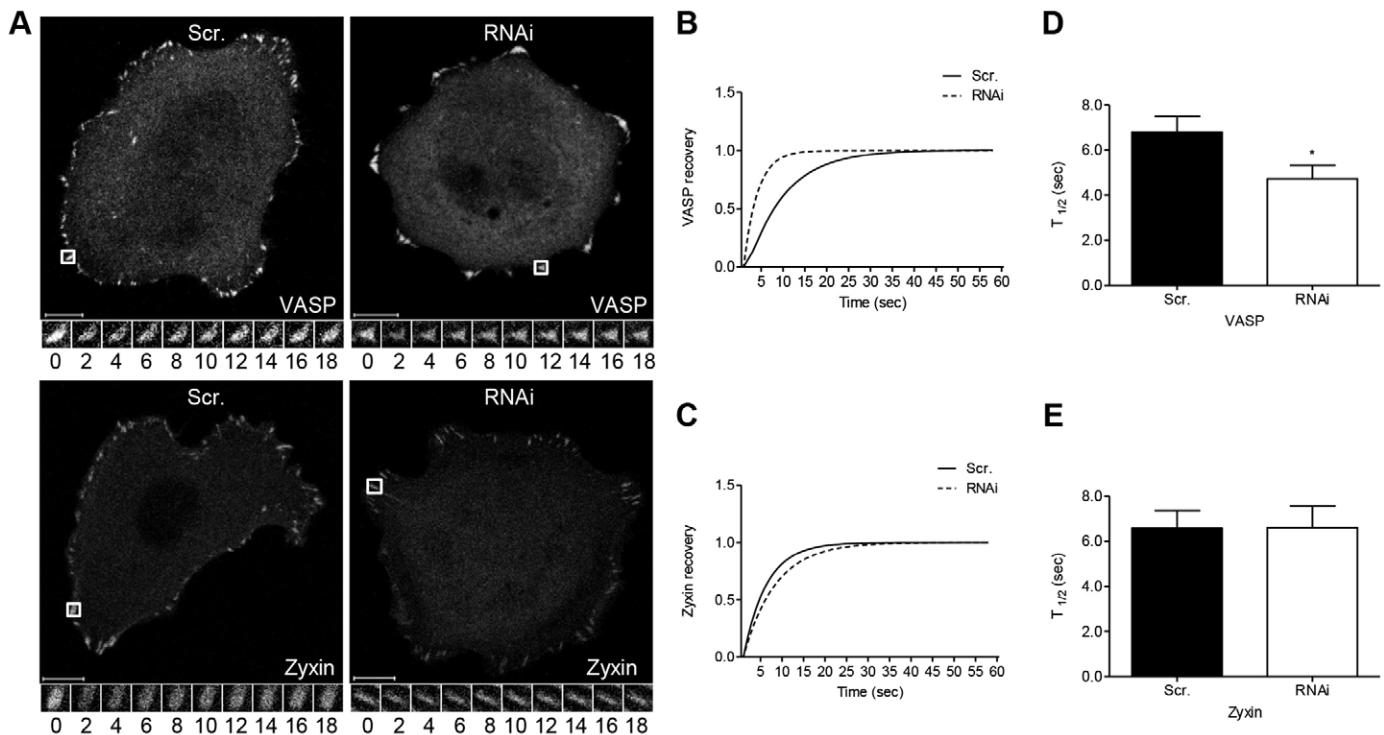 A
Scr.
RNAi
VASP
VASP
0 2 4 6 8 10 12 14 16 18
0 2 4 6 8 10 12 14 16 18
Scr.
RNAi
Zyxin
Zyxin
0 2 4 6 8 10 12 14 16 18
0 2 4 6 8 10 12 14 16 18
B
Scr.
RNAi
VASP recovery
1.5
1.0
0.5
0.0
5 10 15 20 25 30 35 40 45 50 55 60
Time (sec)
C
Scr.
RNAi
Zyxin recovery
1.5
1.0
0.5
0.0
5 10 15 20 25 30 35 40 45 50 55 60
Time (sec)
D
T 1/2 (sec)
8.0
6.0
4.0
2.0
0.0
*
Scr.
RNAi
VASP
E
T 1/2 (sec)
8.0
6.0
4.0
2.0
0.0
Scr.
RNAi
Zyxin